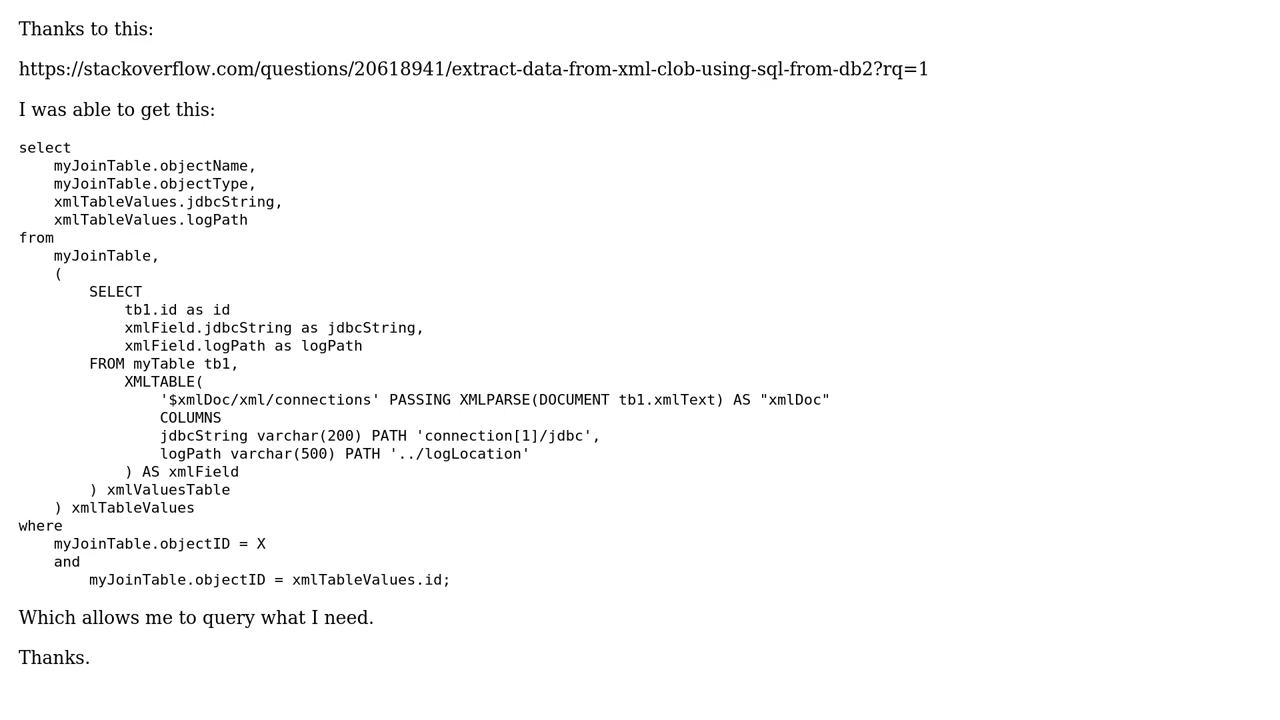 Thanks to this:
https://stackoverflow.com/questions/20618941/extract-data-from-xml-clob-using-sql-from-db2?rq=1
I was able to get this:
select
    myJoinTable.objectName,
    myJoinTable.objectType,
    xmlTableValues.jdbcString,
    xmlTableValues.logPath
from
    myJoinTable,
    (
        SELECT
            tb1.id as id
            xmlField.jdbcString as jdbcString,
            xmlField.logPath as logPath
        FROM myTable tb1,
            XMLTABLE(
                '$xmlDoc/xml/connections' PASSING XMLPARSE(DOCUMENT tb1.xmlText) AS "xmlDoc"
                COLUMNS
                jdbcString varchar(200) PATH 'connection[1]/jdbc',
                logPath varchar(500) PATH '../logLocation'
            ) AS xmlField
        ) xmlValuesTable
    ) xmlTableValues
where
    myJoinTable.objectID = X
    and
        myJoinTable.objectID = xmlTableValues.id;
Which allows me to query what I need.
Thanks.